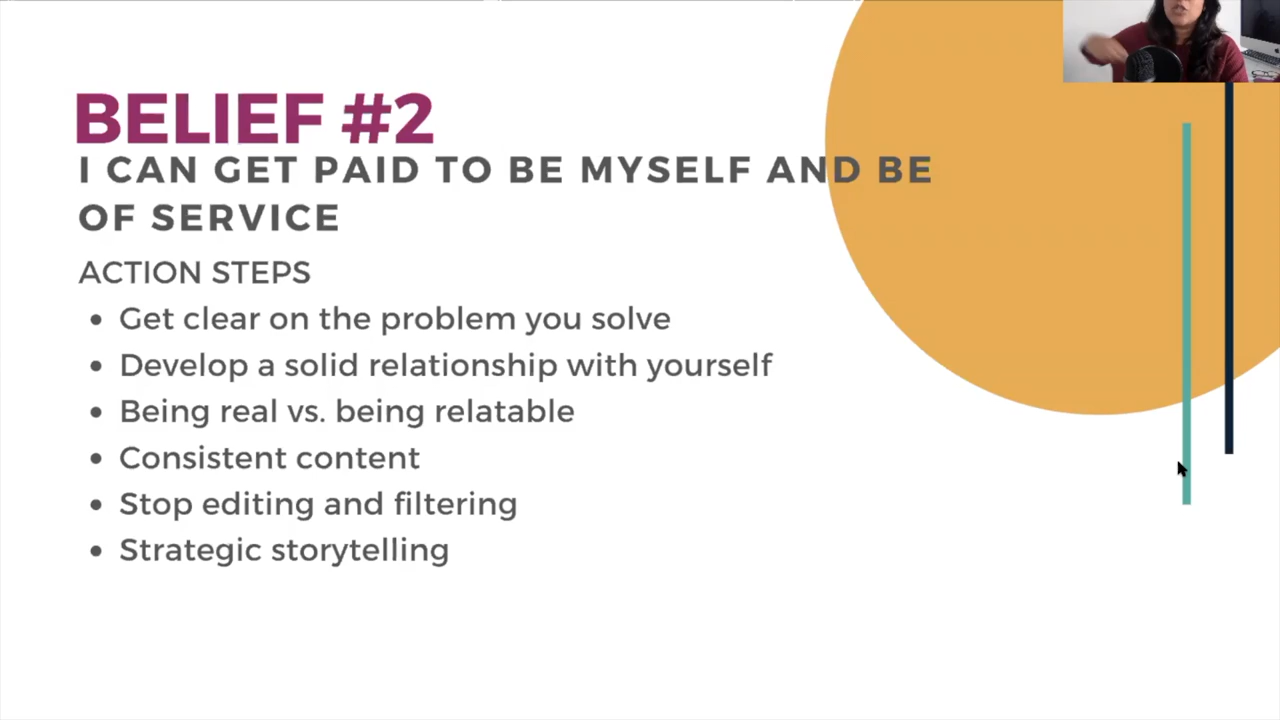 BELIEF #2
I CAN GET PAID TO BE MYSELF AND BE
OF SERVICE
ACTION STEPS
• Get clear on the problem you solve
• Develop a solid relationship with yourself
• Being real vs. being relatable
• Consistent content
• Stop editing and filtering
• Strategic storytelling